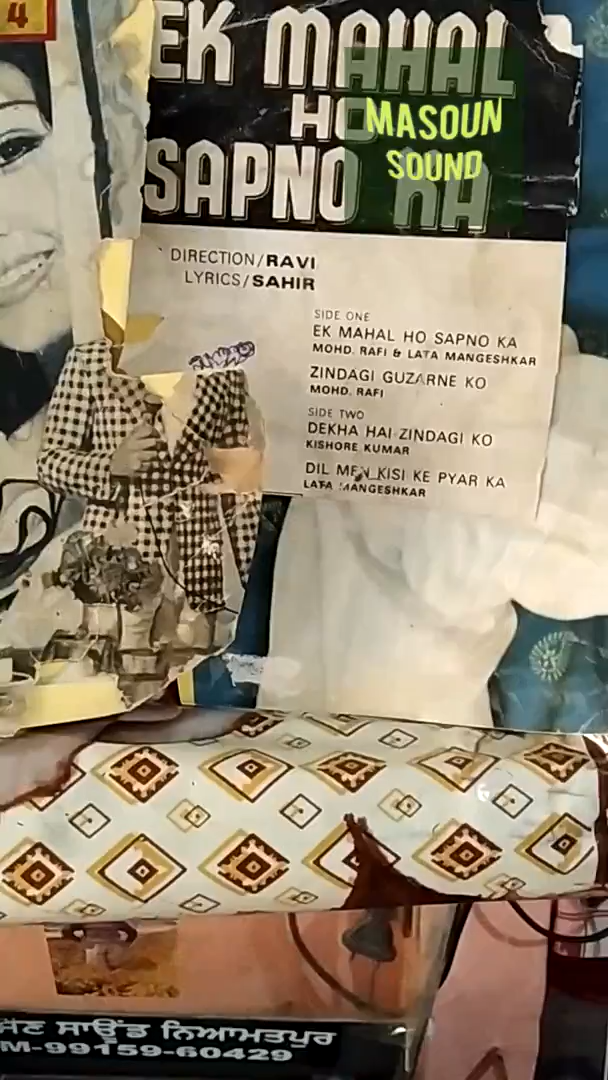 4
EK MAHAL
HO
SAPNO KA
MASOUN
SOUND
DIRECTION/RAVI
LYRICS/SAHIR
SIDE ONE
EK MAHAL HO SAPNO KA
MOHD. RAFI & LATA MANGESHKAR
ZINDAGI GUZARNE KO
MOHD. RAFI
SIDE TWO
DEKHA HAI ZINDAGI KO
KISHORE KUMAR
DIL MEN KISI KE PYAR KA
LATA MANGESHKAR
ਸਾਊਂਡ ਨਿਆਮਤਪੁਰ
M-99159-60429